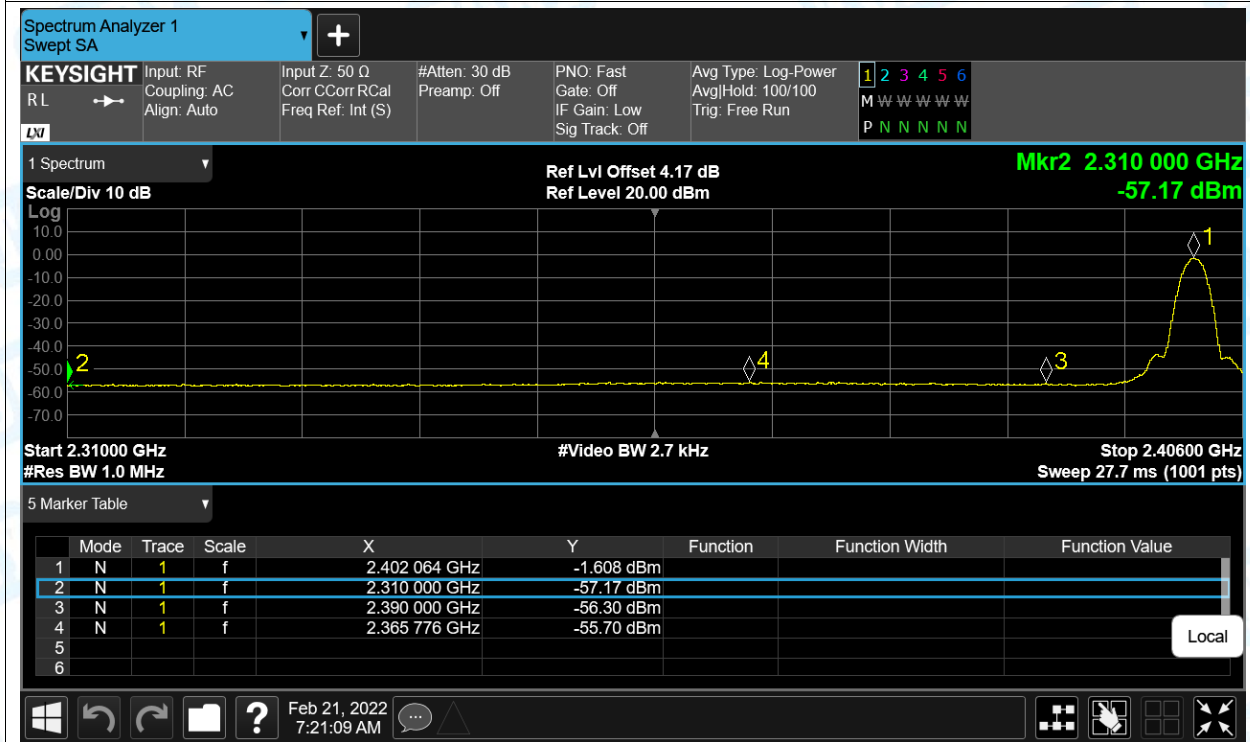 Spectrum Analyzer 1
Swept SA
KEYSIGHT
RL
LXI
Input: RF
Coupling: AC
Align: Auto
Input Z: 50 Ω
Corr CCorr RCal
Freq Ref: Int (S)
#Atten: 30 dB
Preamp: Off
PNO: Fast
Gate: Off
IF Gain: Low
Sig Track: Off
Avg Type: Log-Power
Avg|Hold: 100/100
Trig: Free Run
1 2 3 4 5 6
M W W W W W
P N N N N N
1 Spectrum
Scale/Div 10 dB
Ref Lvl Offset 4.17 dB
Ref Level 20.00 dBm
Mkr2 2.310 000 GHz
-57.17 dBm
Log
10.0
0.00
-10.0
-20.0
-30.0
-40.0
-50.0
-60.0
-70.0
1
2
4
3
Start 2.31000 GHz
#Res BW 1.0 MHz
#Video BW 2.7 kHz
Stop 2.40600 GHz
Sweep 27.7 ms (1001 pts)
5 Marker Table
Mode Trace Scale X Y Function Function Width Function Value
1 N 1 f 2.402 064 GHz -1.608 dBm
2 N 1 f 2.310 000 GHz -57.17 dBm
3 N 1 f 2.390 000 GHz -56.30 dBm
4 N 1 f 2.365 776 GHz -55.70 dBm
5
6
Local
?
Feb 21, 2022
7:21:09 AM